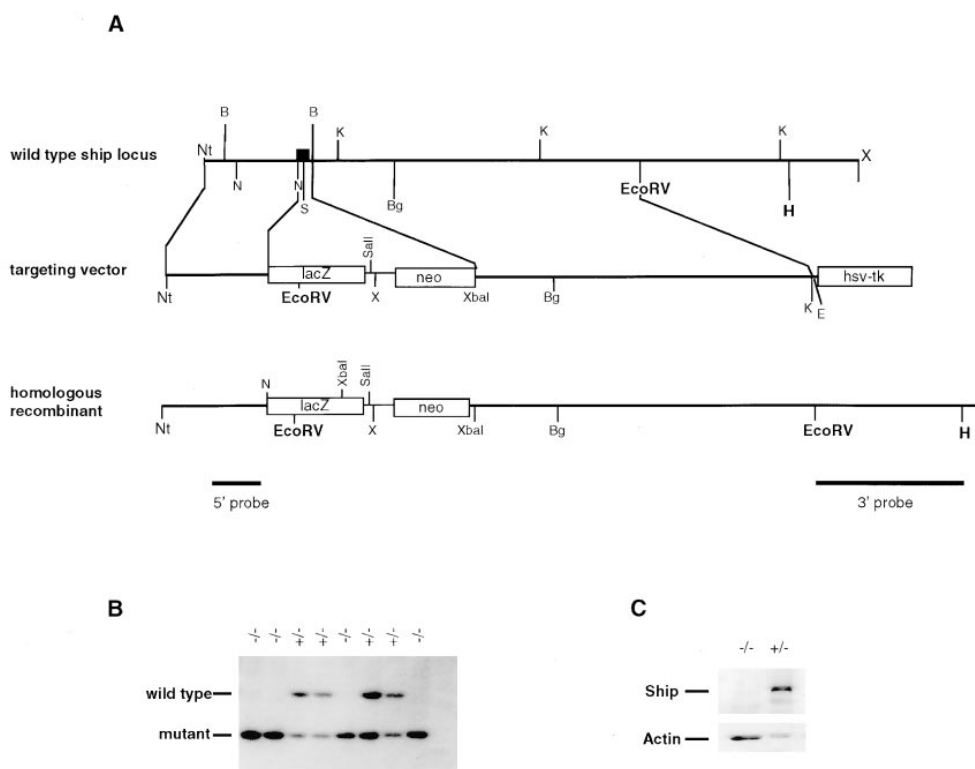 A
B B K K K
wild type ship locus Nt X
N N S Bg EcoRV H
SalI
targeting vector lacZ neo hsv-tk
Nt EcoRV X XbaI Bg K E
N XbaI SalI
homologous
recombinant lacZ neo
Nt EcoRV X XbaI Bg EcoRV H
5' probe 3' probe
B C
-/- -/- +/- +/- -/- +/- +/- -/- -/- +/-
wild type Ship
mutant Actin